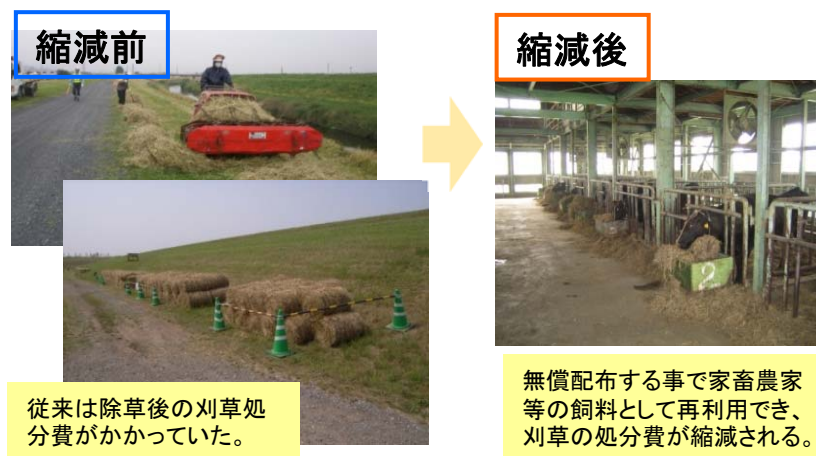 縮減前
縮減後
従来は除草後の刈草処
分費がかかっていた。
2
無償配布する事で家畜農家
等の飼料として再利用でき、
刈草の処分費が縮減される。